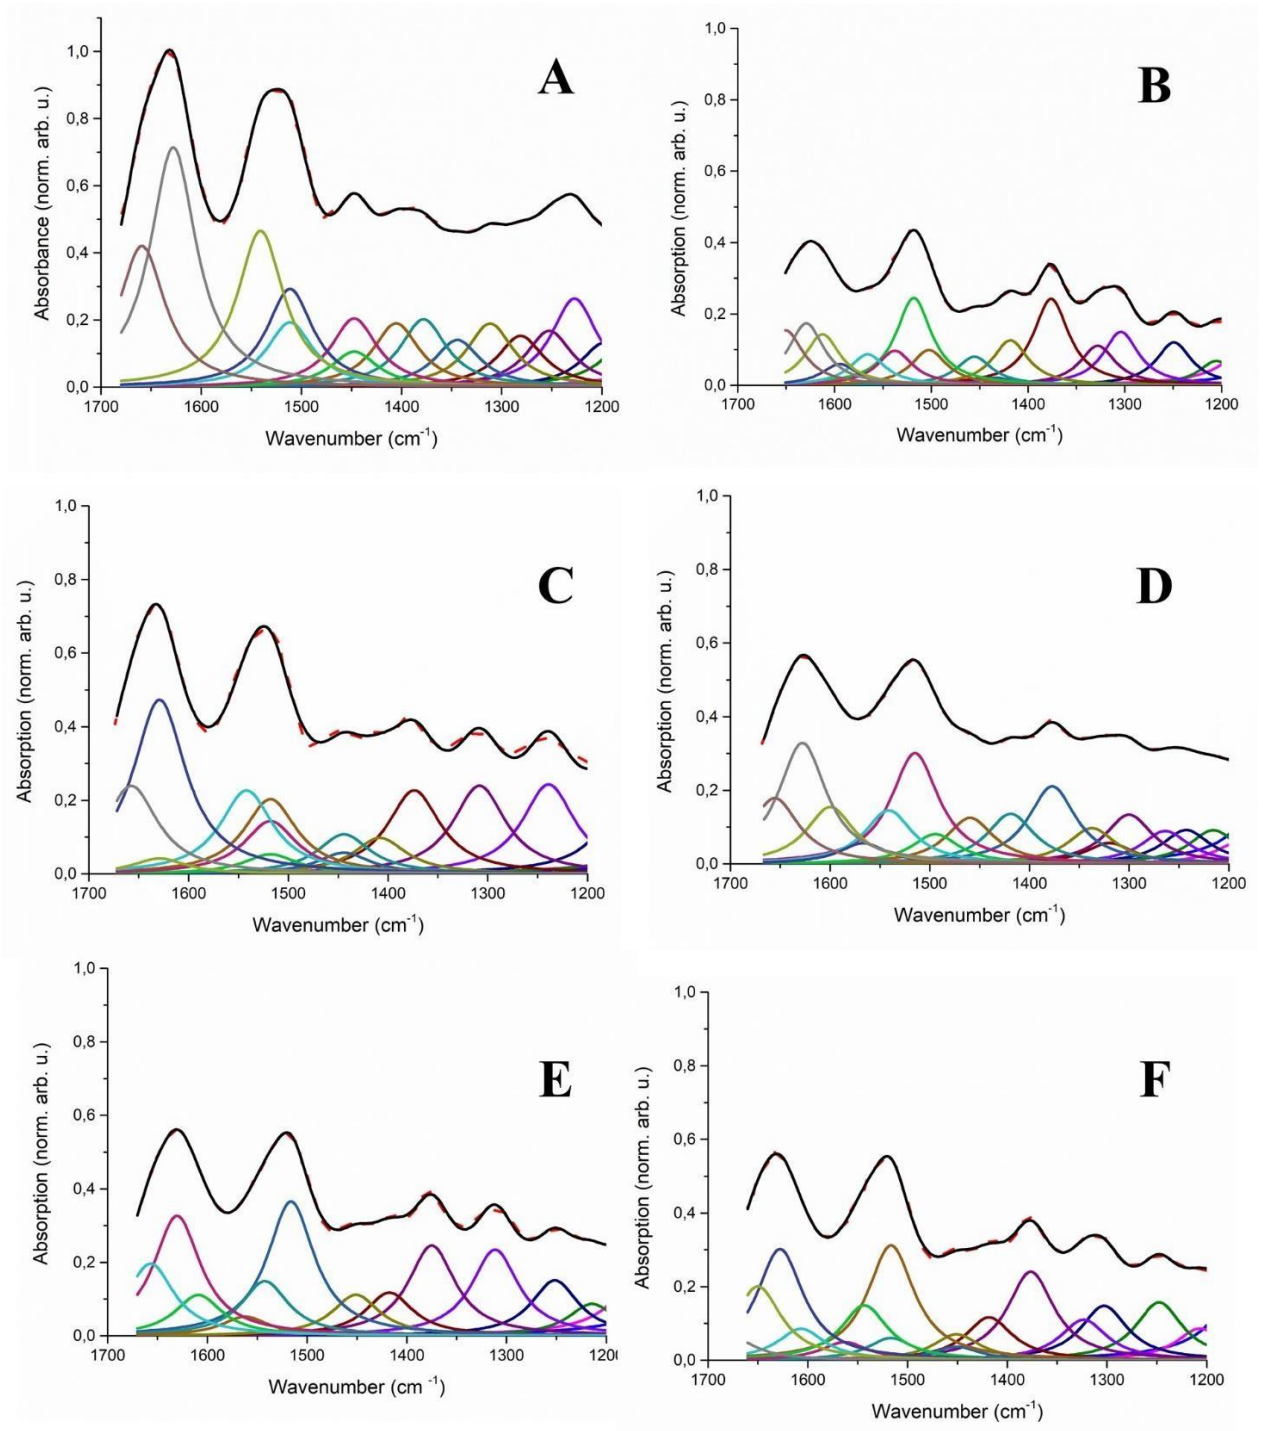 A
1,0
0,8
0,6
0,4
0,2
0,0
1700 1600 1500 1400 1300 1200
Absorbance (norm. arb. u.)
Wavenumber (cm-1)
B
1,0
0,8
0,6
0,4
0,2
0,0
1700 1600 1500 1400 1300 1200
Absorption (norm. arb. u.)
Wavenumber (cm-1)
C
1,0
0,8
0,6
0,4
0,2
0,0
1700 1600 1500 1400 1300 1200
Absorption (norm. arb. u.)
Wavenumber (cm-1)
D
1,0
0,8
0,6
0,4
0,2
0,0
1700 1600 1500 1400 1300 1200
Absorption (norm. arb. u.)
Wavenumber (cm-1)
E
1,0
0,8
0,6
0,4
0,2
0,0
1700 1600 1500 1400 1300 1200
Absorption (norm. arb. u.)
Wavenumber (cm -1)
F
1,0
0,8
0,6
0,4
0,2
0,0
1700 1600 1500 1400 1300 1200
Absorption (norm. arb. u.)
Wavenumber (cm-1)